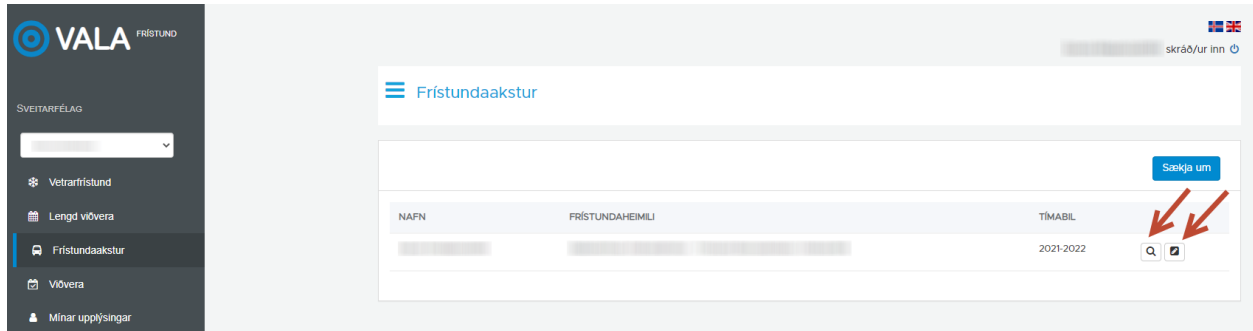 VALA FRÍSTUND
skráð/ur inn
SVEITARFÉLAG
Frístundaakstur
Vetrarfrístund
Lengd viðvera
Frístundaakstur
Viðvera
Mínar upplýsingar
Sækja um
NAFN FRÍSTUNDAHEIMILI TÍMABIL
2021-2022